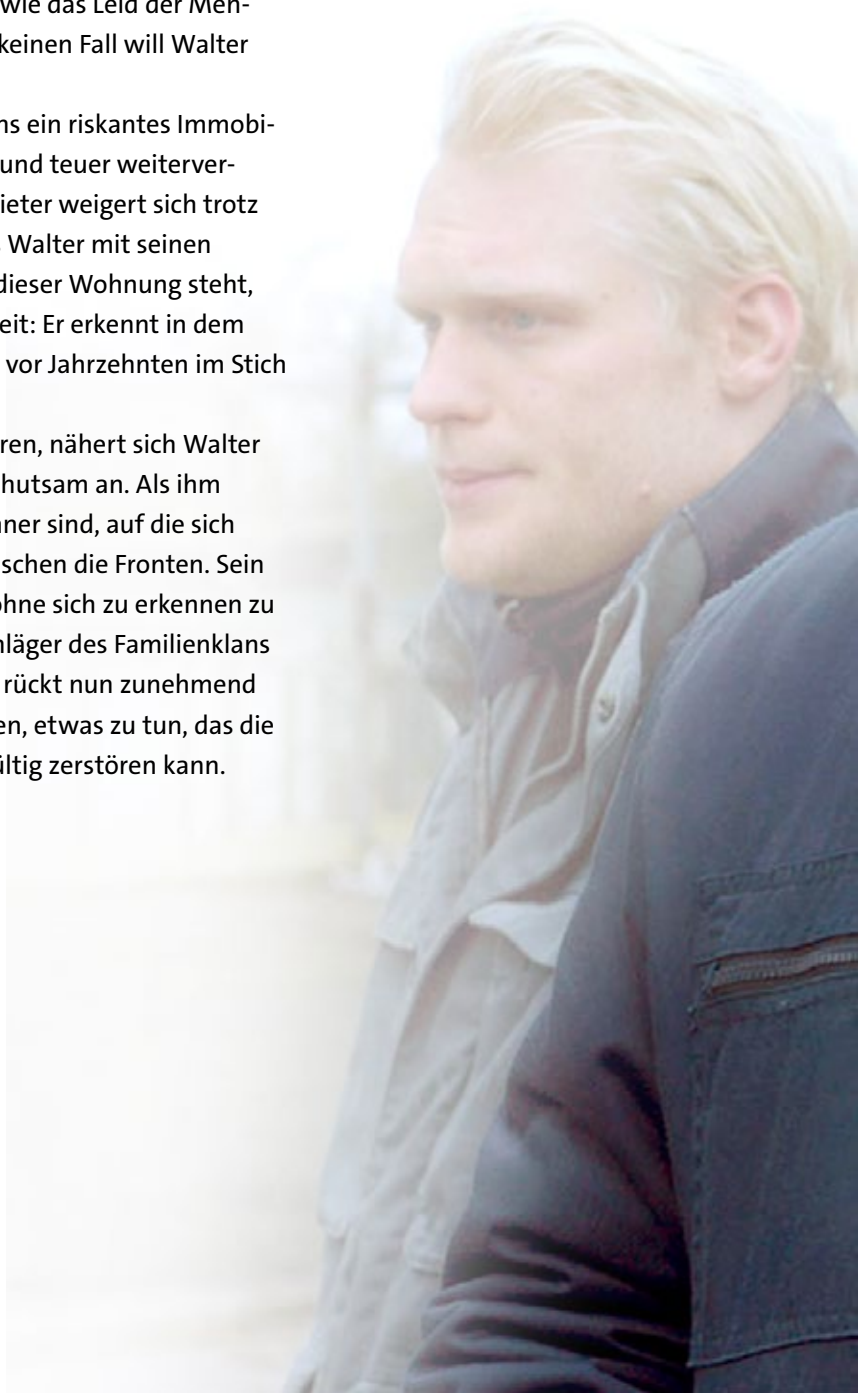 wie das Leid der Men-
keinen Fall will Walter
ns ein riskantes Immobi-
und teuer weiterver-
ieter weigert sich trotz
Walter mit seinen
dieser Wohnung steht,
eit: Er erkennt in dem
vor Jahrzehnten im Stich
ren, nähert sich Walter
hutsam an. Als ihm
ner sind, auf die sich
schen die Fronten. Sein
ohne sich zu erkennen zu
läger des Familienklans
rückt nun zunehmend
en, etwas zu tun, das die
ültig zerstören kann.